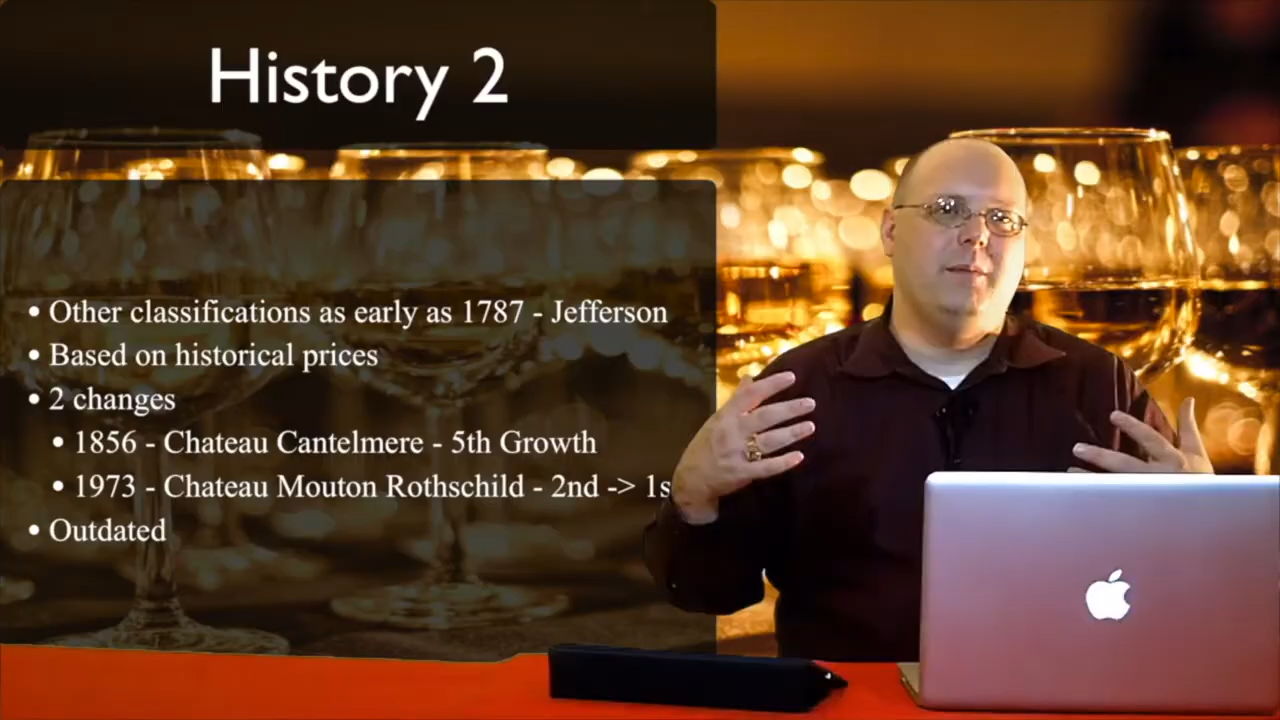 History 2
• Other classifications as early as 1787 - Jefferson
• Based on historical prices
• 2 changes
• 1856 - Chateau Cantelmere - 5th Growth
• 1973 - Chateau Mouton Rothschild - 2nd -> 1s
• Outdated